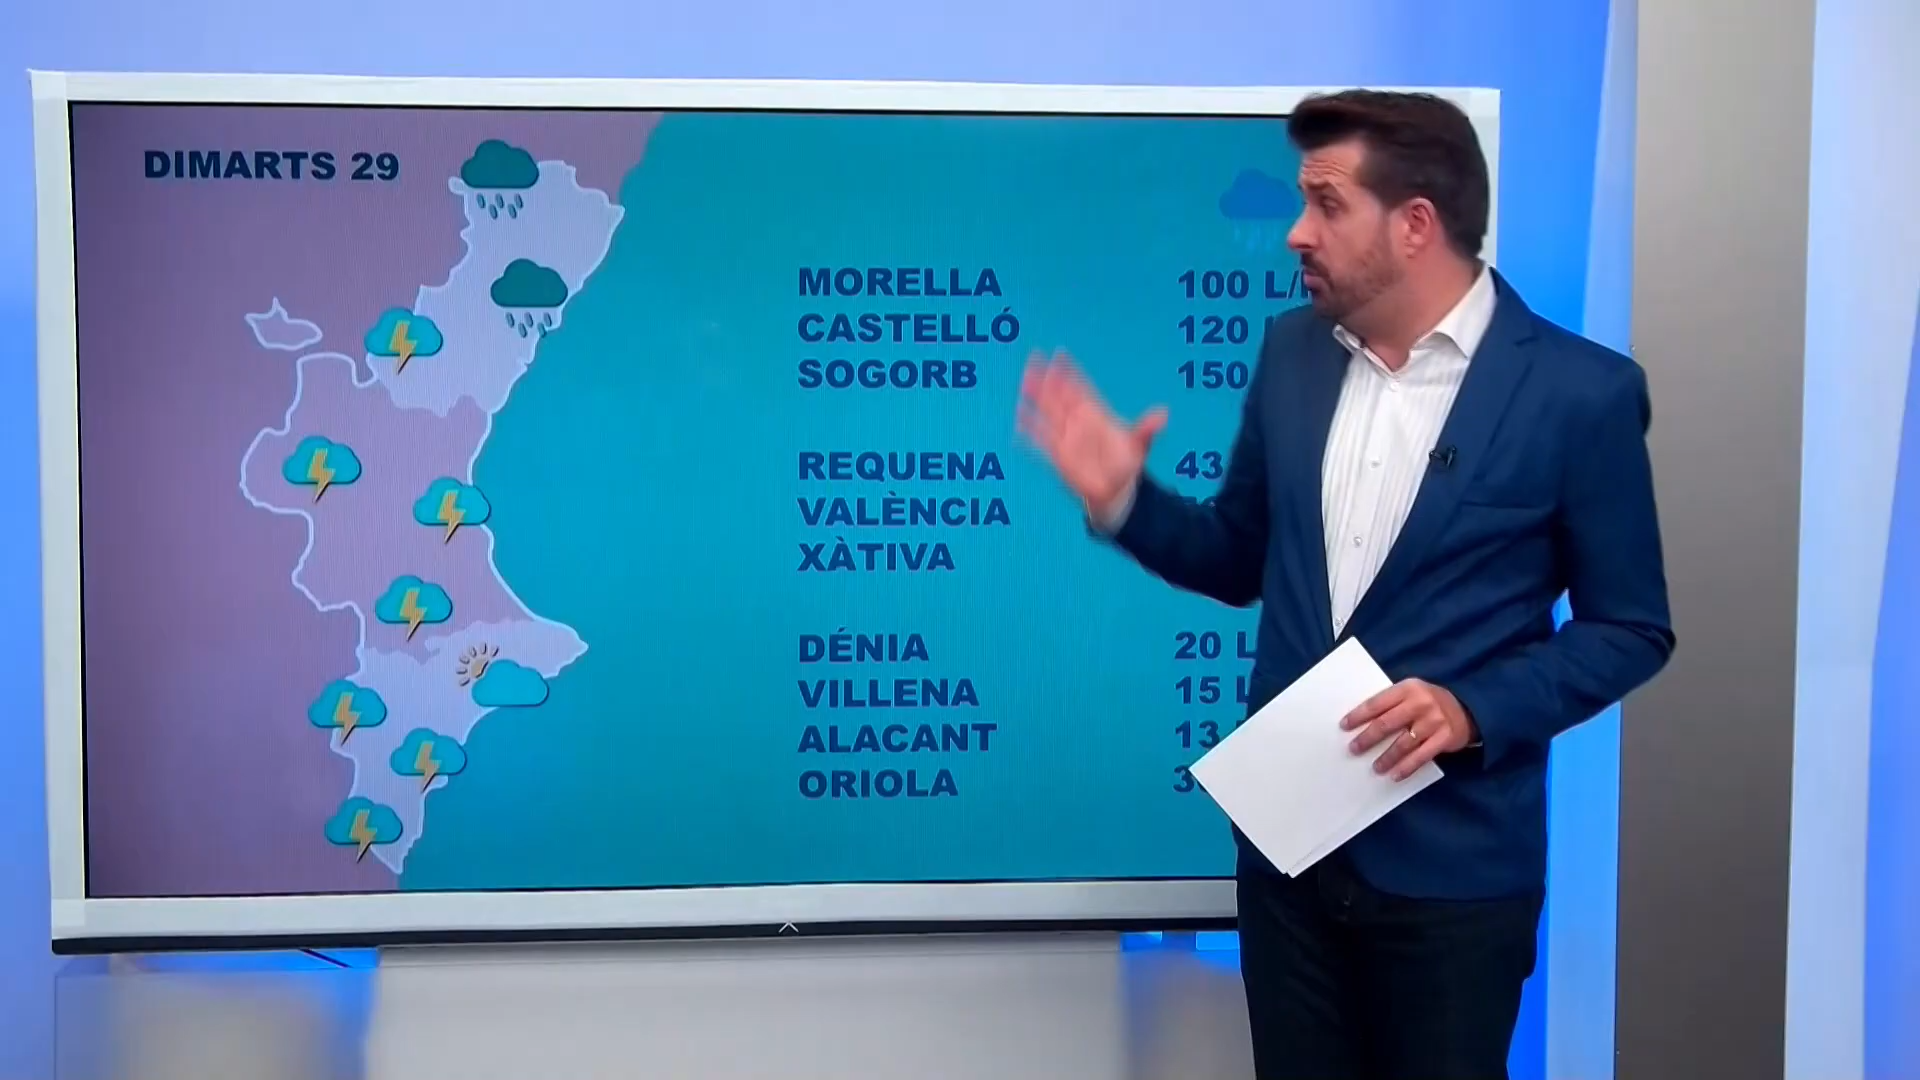 DIMARTS 29
MORELLA 100 L/
CASTELLÓ 120
SOGORB 150
REQUENA 43
VALÈNCIA
XÀTIVA
DÉNIA 20 L
VILLENA 15 L
ALACANT 13
ORIOLA